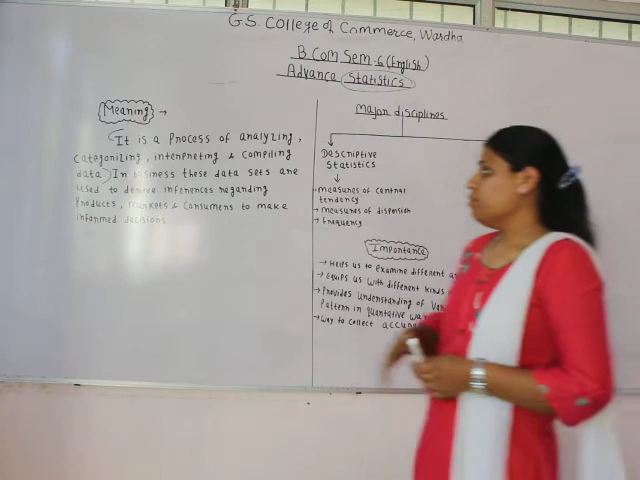 G.S. College of Commerce, Wardha
B.Com Sem-6 (English)
Advance Statistics
Meaning →
It is a process of analyzing,
categorizing, interpreting & compiling
data. In business these data sets are
used to derive inferences regarding
products, markets & consumers to make
informed decisions
Major disciplines
Descriptive
Statistics
→ Measures of central
tendency
→ Measures of dispersion
→ Frequency
Importance
→ Helps us to examine different
→ Equips us with different kinds
→ Provides understanding of
Pattern in quantative
→ Way to collect